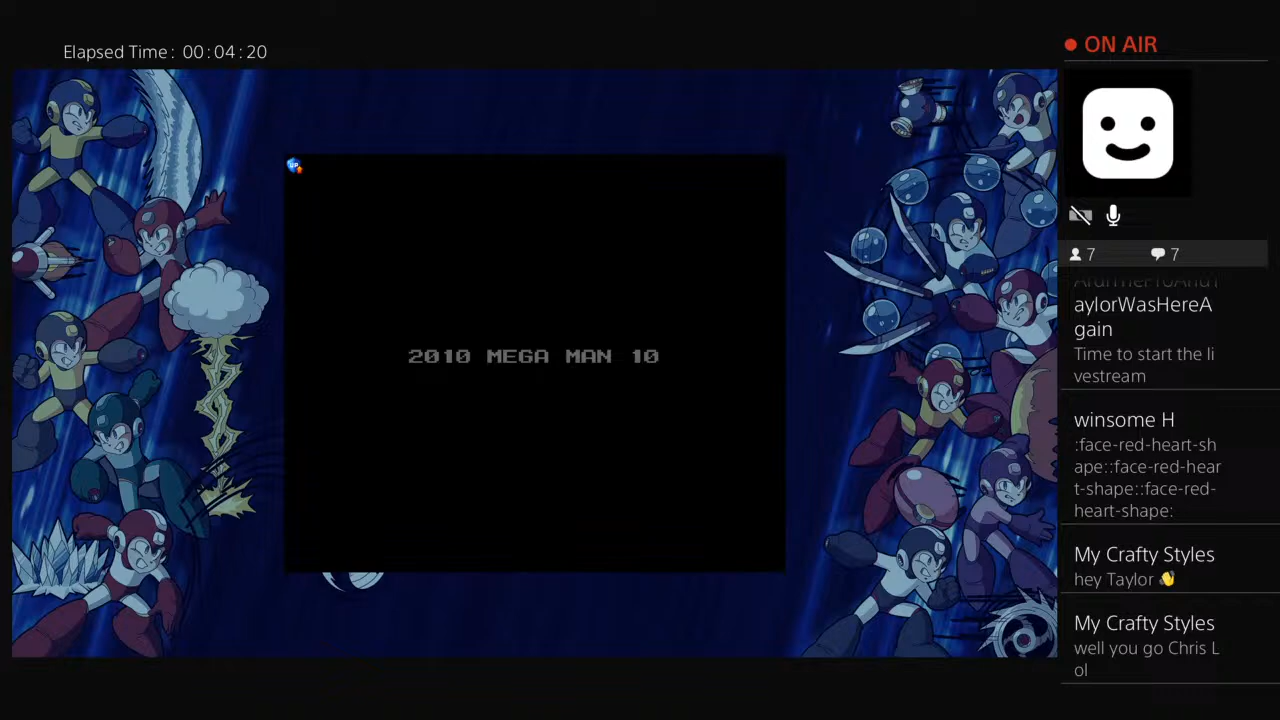 Elapsed Time: 00:04:20
ON AIR
2010 MEGA MAN 10
7
7
aylorWasHereA
gain
Time to start the li
vestream
winsome H
:face-red-heart-sh
ape::face-red-hear
t-shape::face-red-
heart-shape:
My Crafty Styles
hey Taylor 👋
My Crafty Styles
well you go Chris L
ol